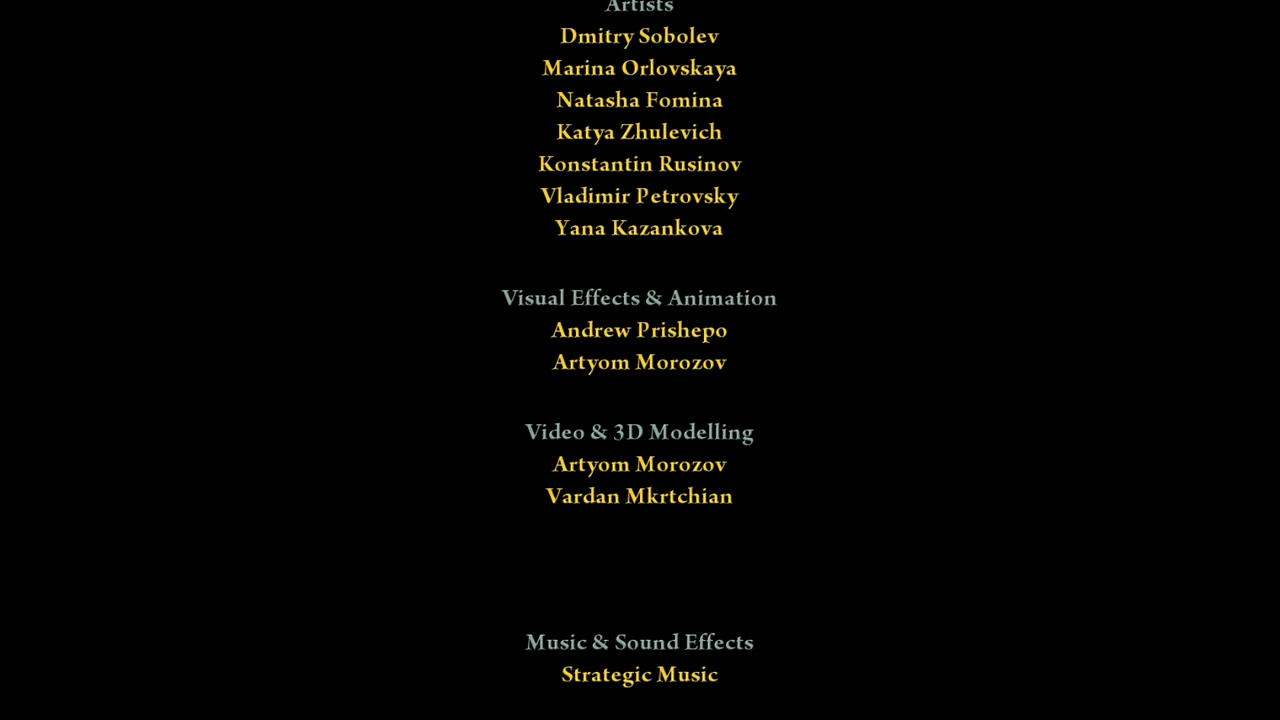 Artists
Dmitry Sobolev
Marina Orlovskaya
Natasha Fomina
Katya Zhulevich
Konstantin Rusinov
Vladimir Petrovsky
Yana Kazankova
Visual Effects & Animation
Andrew Prishepo
Artyom Morozov
Video & 3D Modelling
Artyom Morozov
Vardan Mkrtchian
Music & Sound Effects
Strategic Music